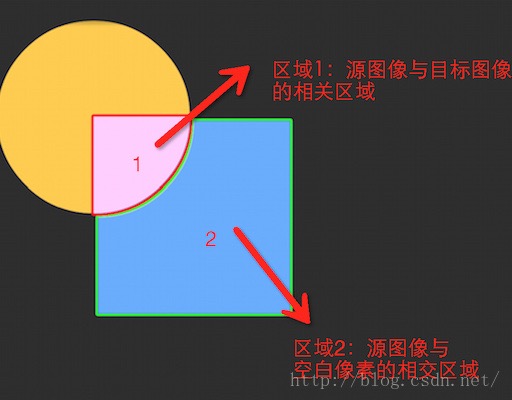 区域1：源图像与目标图像
的相关区域
1
2
区域2：源图像与
空白像素的相交区域
http://blog.csdn.net/